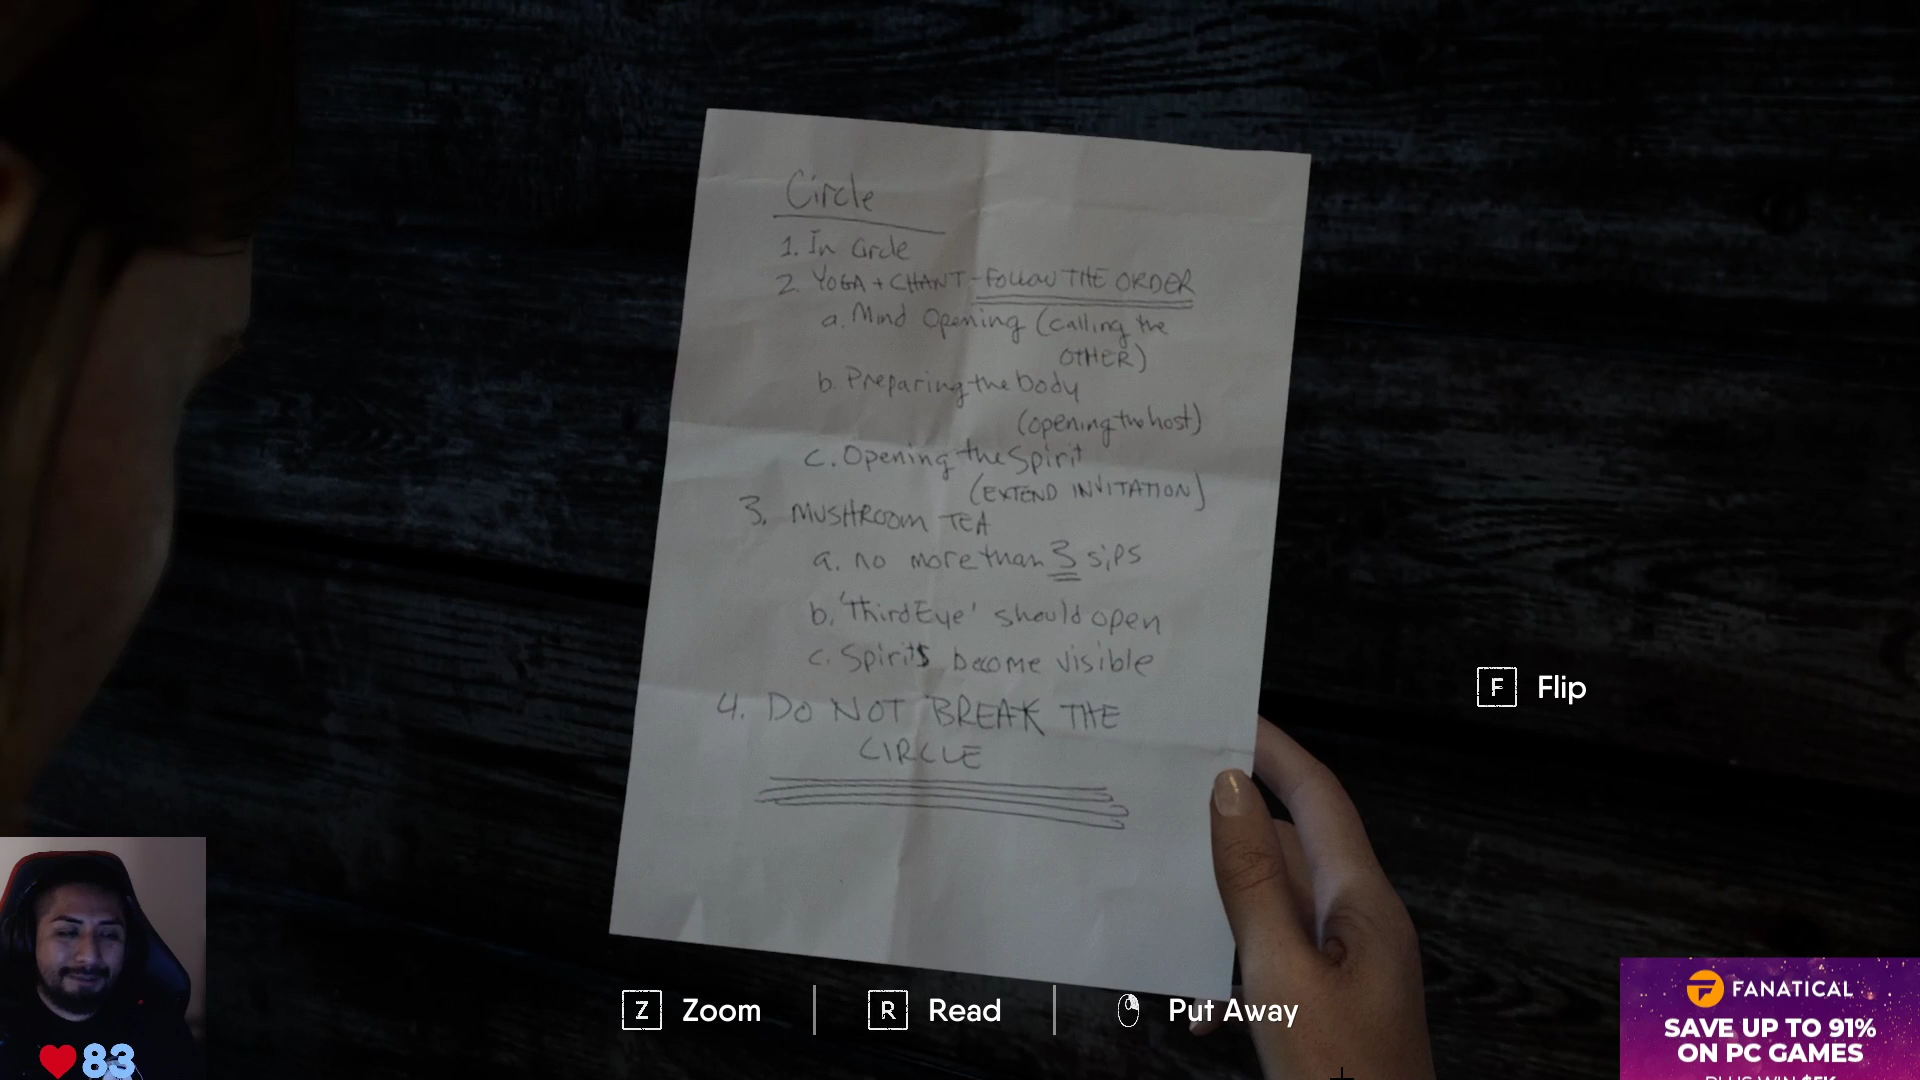 Circle
1. In Circle
2. YOGA + CHANT - FOLLOW THE ORDER
a. Mind Opening (calling the
OTHER)
b. Preparing the body
(opening the host)
c. Opening the Spirit
(EXTEND INVITATION)
3. MUSHROOM TEA
a. no more than 3 sips
b. 'Third Eye' should open
c. Spirits become visible
4. DO NOT BREAK THE
CIRCLE
F Flip
Z Zoom
R Read
Put Away
83
FANATICAL
SAVE UP TO 91%
ON PC GAMES
PLUS WIN $5K